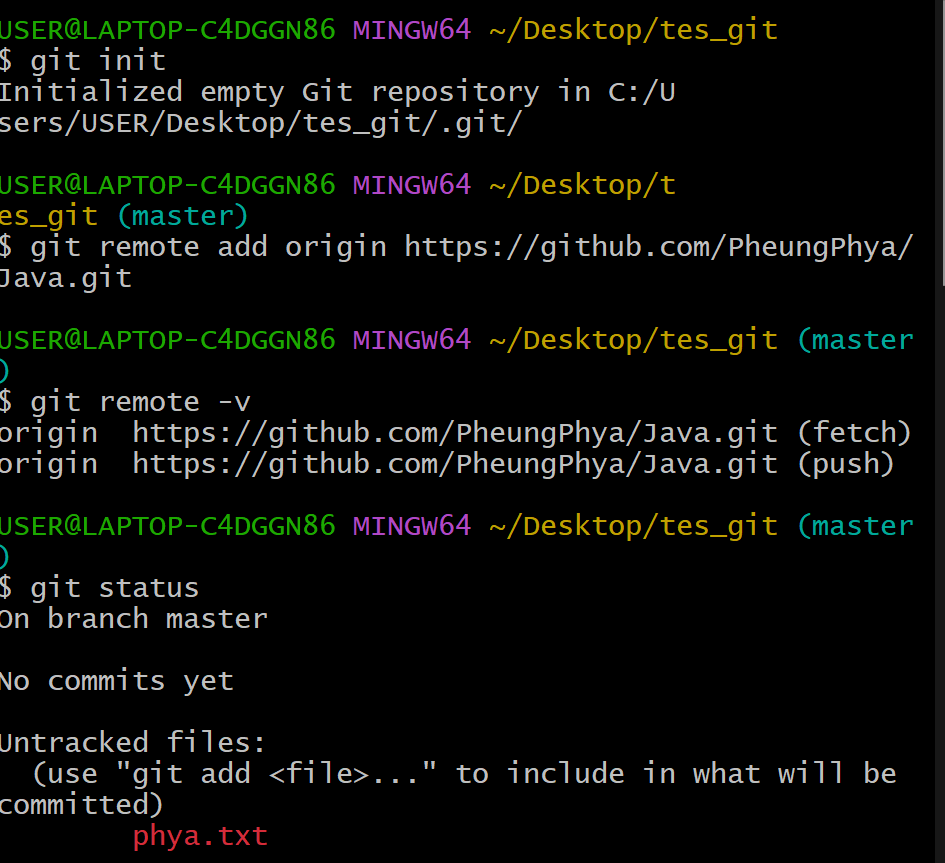 USER@LAPTOP-C4DGGN86 MINGW64 ~/Desktop/tes_git
$ git init
Initialized empty Git repository in C:/U
sers/USER/Desktop/tes_git/.git/
USER@LAPTOP-C4DGGN86 MINGW64 ~/Desktop/t
es_git (master)
$ git remote add origin https://github.com/PheungPhya/
Java.git
USER@LAPTOP-C4DGGN86 MINGW64 ~/Desktop/tes_git (master
)
$ git remote -v
origin  https://github.com/PheungPhya/Java.git (fetch)
origin  https://github.com/PheungPhya/Java.git (push)
USER@LAPTOP-C4DGGN86 MINGW64 ~/Desktop/tes_git (master
)
$ git status
On branch master
No commits yet
Untracked files:
  (use "git add <file>..." to include in what will be
committed)
        phya.txt